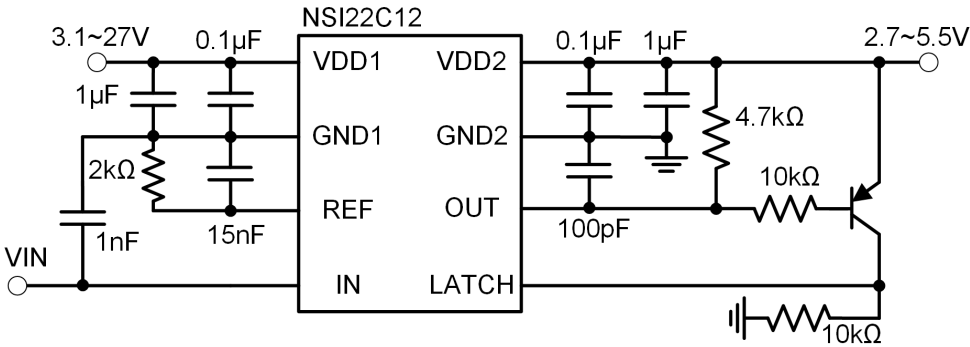 NSI22C12
3.1~27V
0.1µF
VDD1
VDD2
0.1µF
1µF
2.7~5.5V
1µF
4.7kΩ
GND1
GND2
2kΩ
10kΩ
REF
OUT
15nF
100pF
1nF
VIN
IN
LATCH
10kΩ